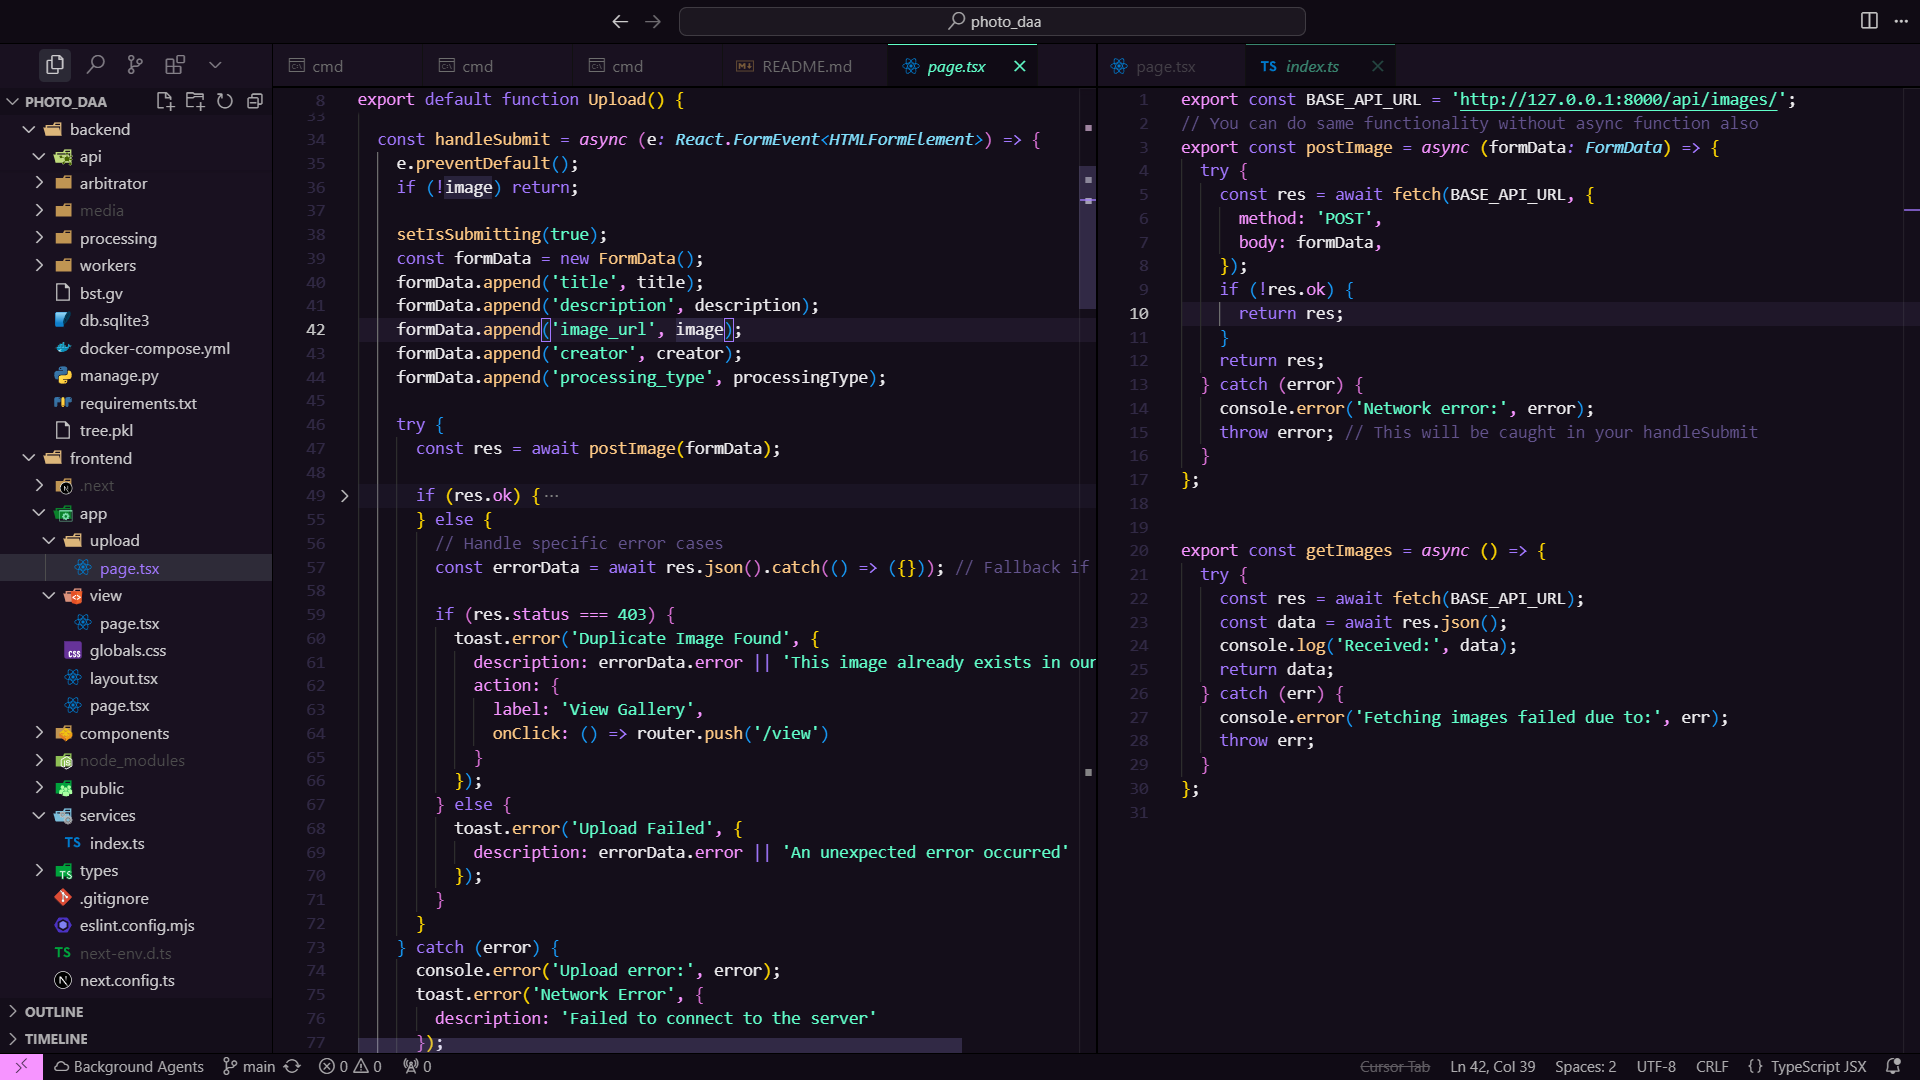 photo_daa
cmd
cmd
cmd
README.md
page.tsx
page.tsx
TS index.ts
PHOTO_DAA
backend
api
arbitrator
media
processing
workers
bst.gv
db.sqlite3
docker-compose.yml
manage.py
requirements.txt
tree.pkl
frontend
.next
app
upload
page.tsx
view
page.tsx
globals.css
layout.tsx
page.tsx
components
node_modules
public
services
TS index.ts
types
.gitignore
eslint.config.mjs
TS next-env.d.ts
next.config.ts
OUTLINE
TIMELINE
8 export default function Upload() {
33
34 const handleSubmit = async (e: React.FormEvent<HTMLFormElement>) => {
35 e.preventDefault();
36 if (!image) return;
37
38 setIsSubmitting(true);
39 const formData = new FormData();
40 formData.append('title', title);
41 formData.append('description', description);
42 formData.append('image_url', image);
43 formData.append('creator', creator);
44 formData.append('processing_type', processingType);
45
46 try {
47 const res = await postImage(formData);
48
49 if (res.ok) { ···
55 } else {
56 // Handle specific error cases
57 const errorData = await res.json().catch(() => ({})); // Fallback if
58
59 if (res.status === 403) {
60 toast.error('Duplicate Image Found', {
61 description: errorData.error || 'This image already exists in our
62 action: {
63 label: 'View Gallery',
64 onClick: () => router.push('/view')
65 }
66 });
67 } else {
68 toast.error('Upload Failed', {
69 description: errorData.error || 'An unexpected error occurred'
70 });
71 }
72 }
73 } catch (error) {
74 console.error('Upload error:', error);
75 toast.error('Network Error', {
76 description: 'Failed to connect to the server'
77 });
1 export const BASE_API_URL = 'http://127.0.0.1:8000/api/images/';
2 // You can do same functionality without async function also
3 export const postImage = async (formData: FormData) => {
4 try {
5 const res = await fetch(BASE_API_URL, {
6 method: 'POST',
7 body: formData,
8 });
9 if (!res.ok) {
10 return res;
11 }
12 return res;
13 } catch (error) {
14 console.error('Network error:', error);
15 throw error; // This will be caught in your handleSubmit
16 }
17 };
18
19
20 export const getImages = async () => {
21 try {
22 const res = await fetch(BASE_API_URL);
23 const data = await res.json();
24 console.log('Received:', data);
25 return data;
26 } catch (err) {
27 console.error('Fetching images failed due to:', err);
28 throw err;
29 }
30 };
31
Background Agents main 0 0 0 Cursor Tab Ln 42, Col 39 Spaces: 2 UTF-8 CRLF {} TypeScript JSX